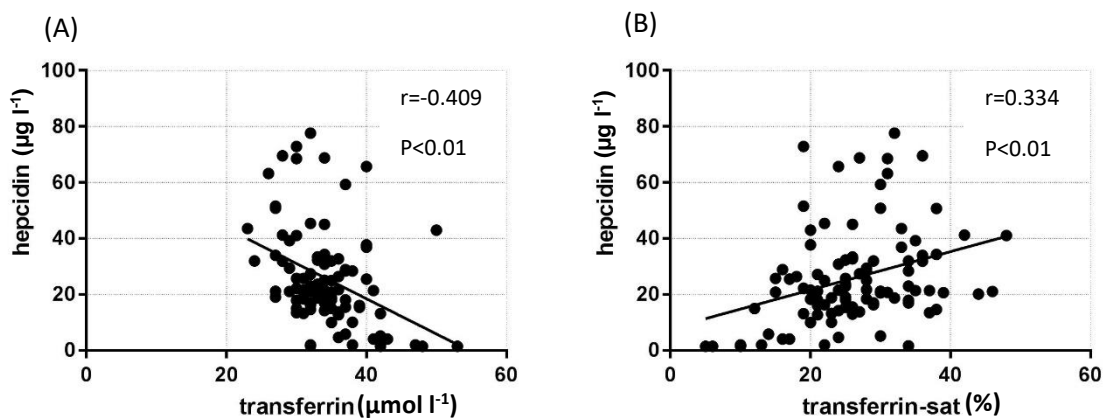 (A)
r=-0.409
P<0.01
hepcidin (µg l⁻¹)
100
80
60
40
20
0
0
20
40
60
transferrin (µmol l⁻¹)
(B)
r=0.334
P<0.01
hepcidin (µg l⁻¹)
100
80
60
40
20
0
0
20
40
60
transferrin-sat (%)